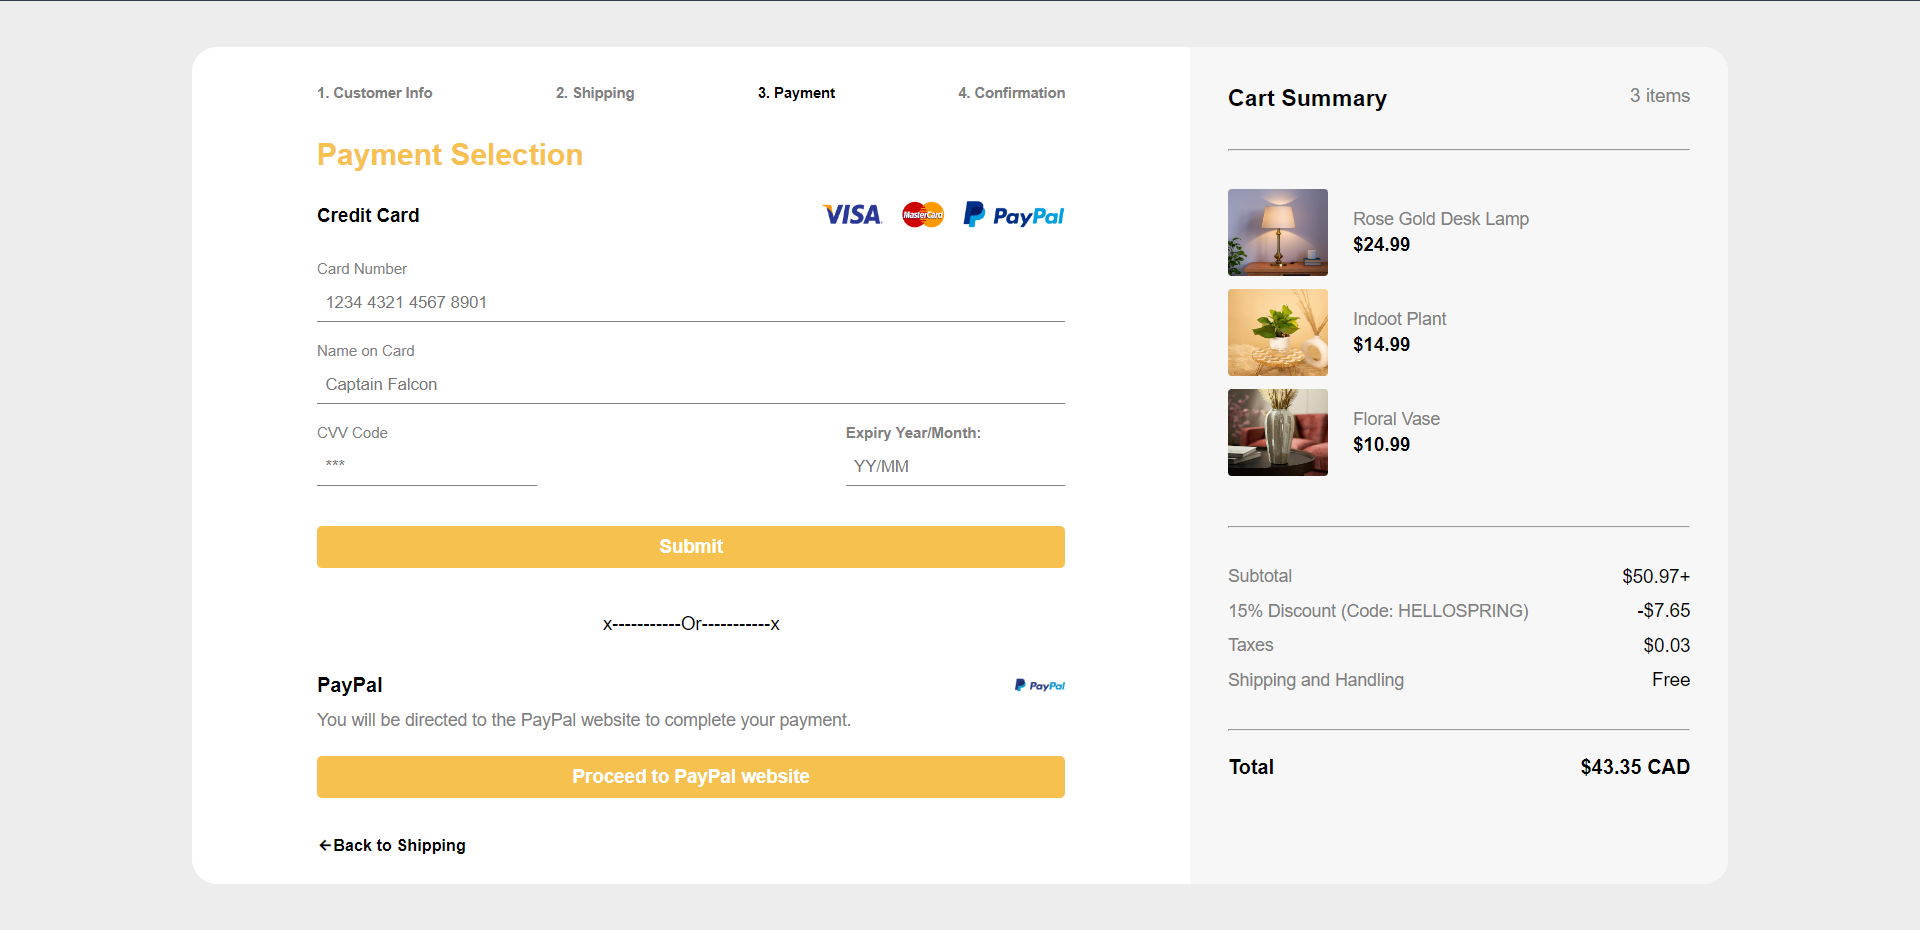 1. Customer Info 2. Shipping 3. Payment 4. Confirmation
Payment Selection
Credit Card VISA MasterCard PayPal
Card Number
1234 4321 4567 8901
Name on Card
Captain Falcon
CVV Code Expiry Year/Month:
*** YY/MM
Submit
x-----------Or-----------x
PayPal PayPal
You will be directed to the PayPal website to complete your payment.
Proceed to PayPal website
←Back to Shipping
Cart Summary 3 items
Rose Gold Desk Lamp
$24.99
Indoot Plant
$14.99
Floral Vase
$10.99
Subtotal $50.97+
15% Discount (Code: HELLOSPRING) -$7.65
Taxes $0.03
Shipping and Handling Free
Total $43.35 CAD